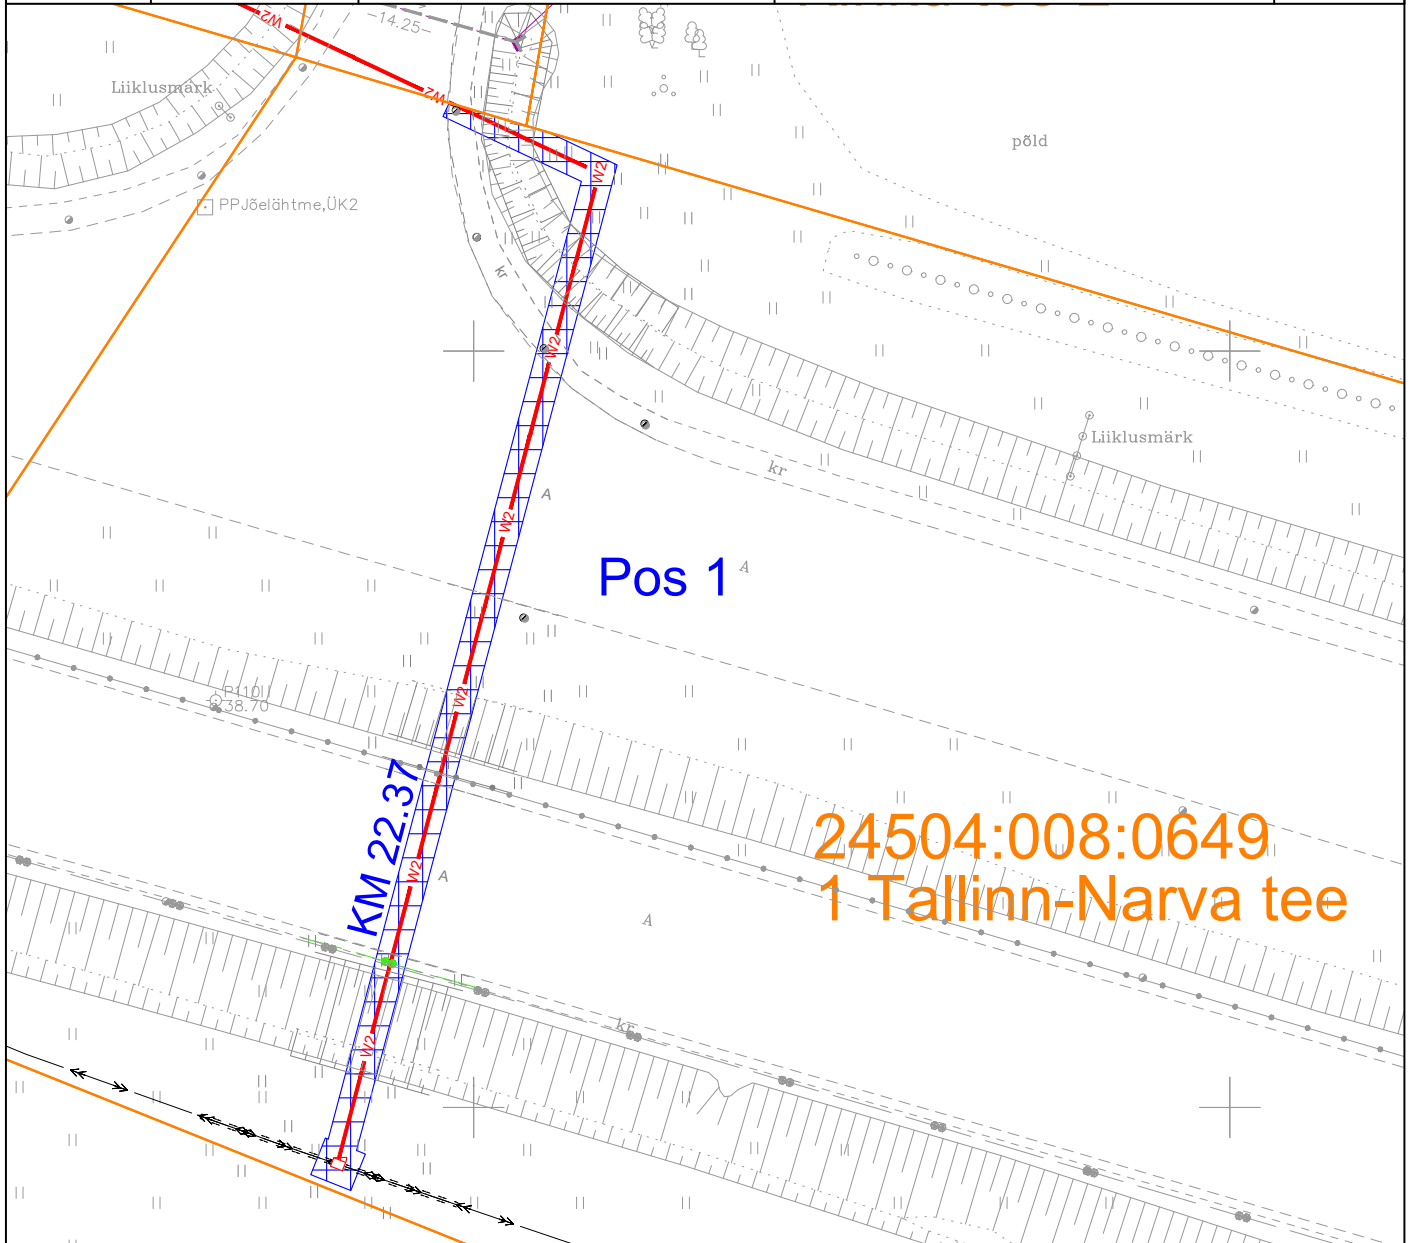 W2
-14.25-
W2
Liiklusmärk
põld
W2
PPJõelähtme,ÜK2
kr
W2
Liiklusmärk
kr
A
W2
Pos 1
A
W2
P110
38.70
KM 22.37
24504:008:0649
W2
A
1 Tallinn-Narva tee
A
kr
W2